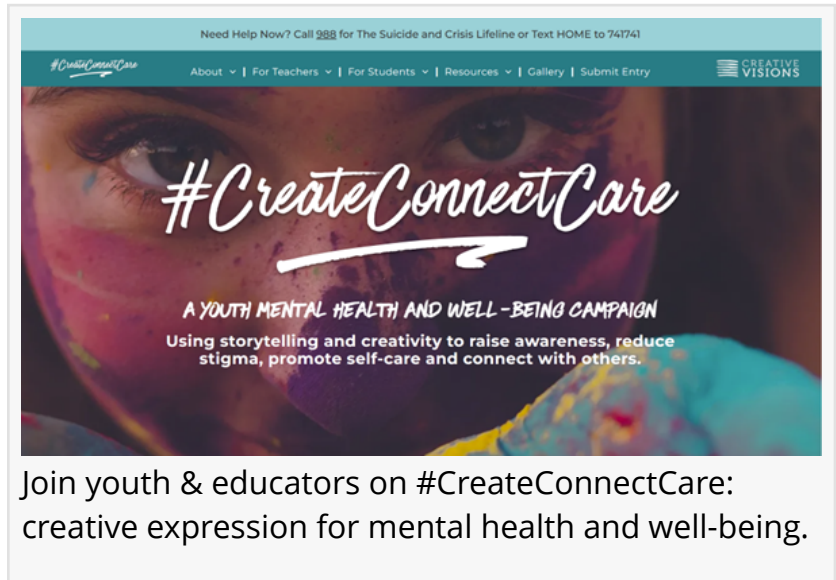 Need Help Now? Call 988 for The Suicide and Crisis Lifeline or Text HOME to 741741
#CreateConnectCare
About | For Teachers | For Students | Resources | Gallery | Submit Entry
CREATIVE
VISIONS
#CreateConnectCare
A YOUTH MENTAL HEALTH AND WELL-BEING CAMPAIGN
Using storytelling and creativity to raise awareness, reduce
stigma, promote self-care and connect with others.
Join youth & educators on #CreateConnectCare:
creative expression for mental health and well-being.